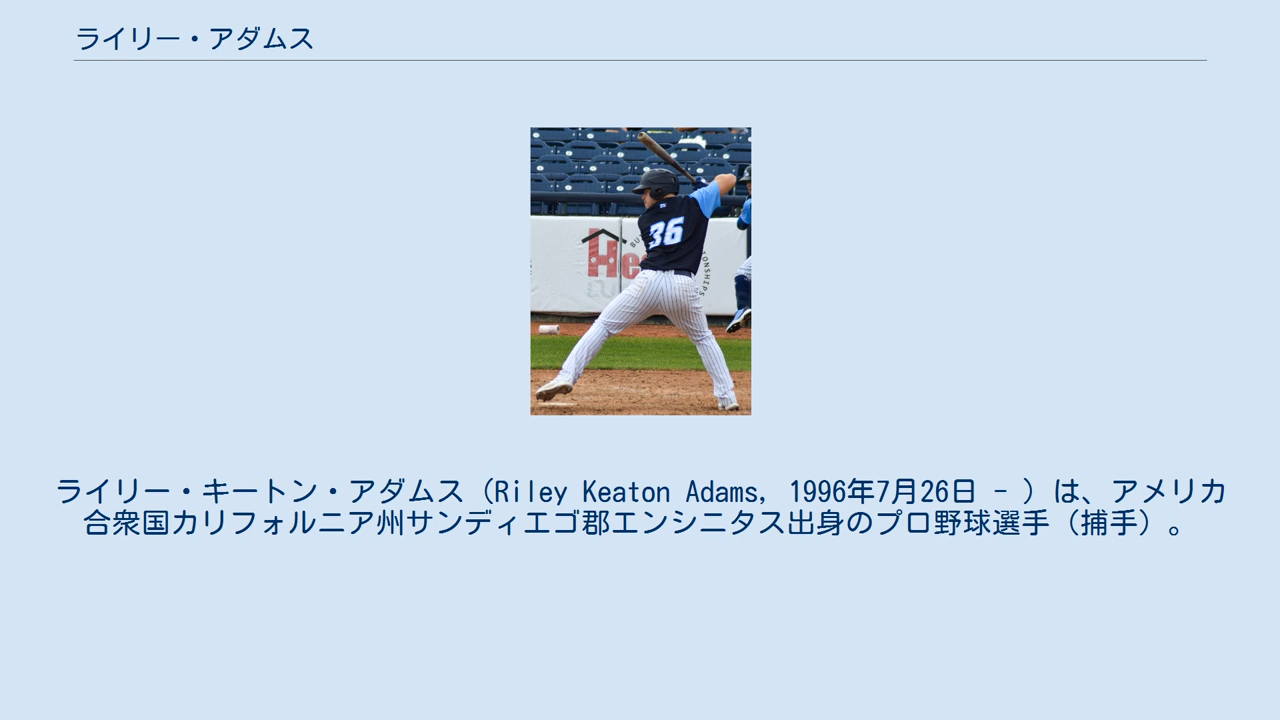 ライリー・アダムス
36
He
ライリー・キートン・アダムス（Riley Keaton Adams, 1996年7月26日 - ）は、アメリカ
合衆国カリフォルニア州サンディエゴ郡エンシニタス出身のプロ野球選手（捕手）。